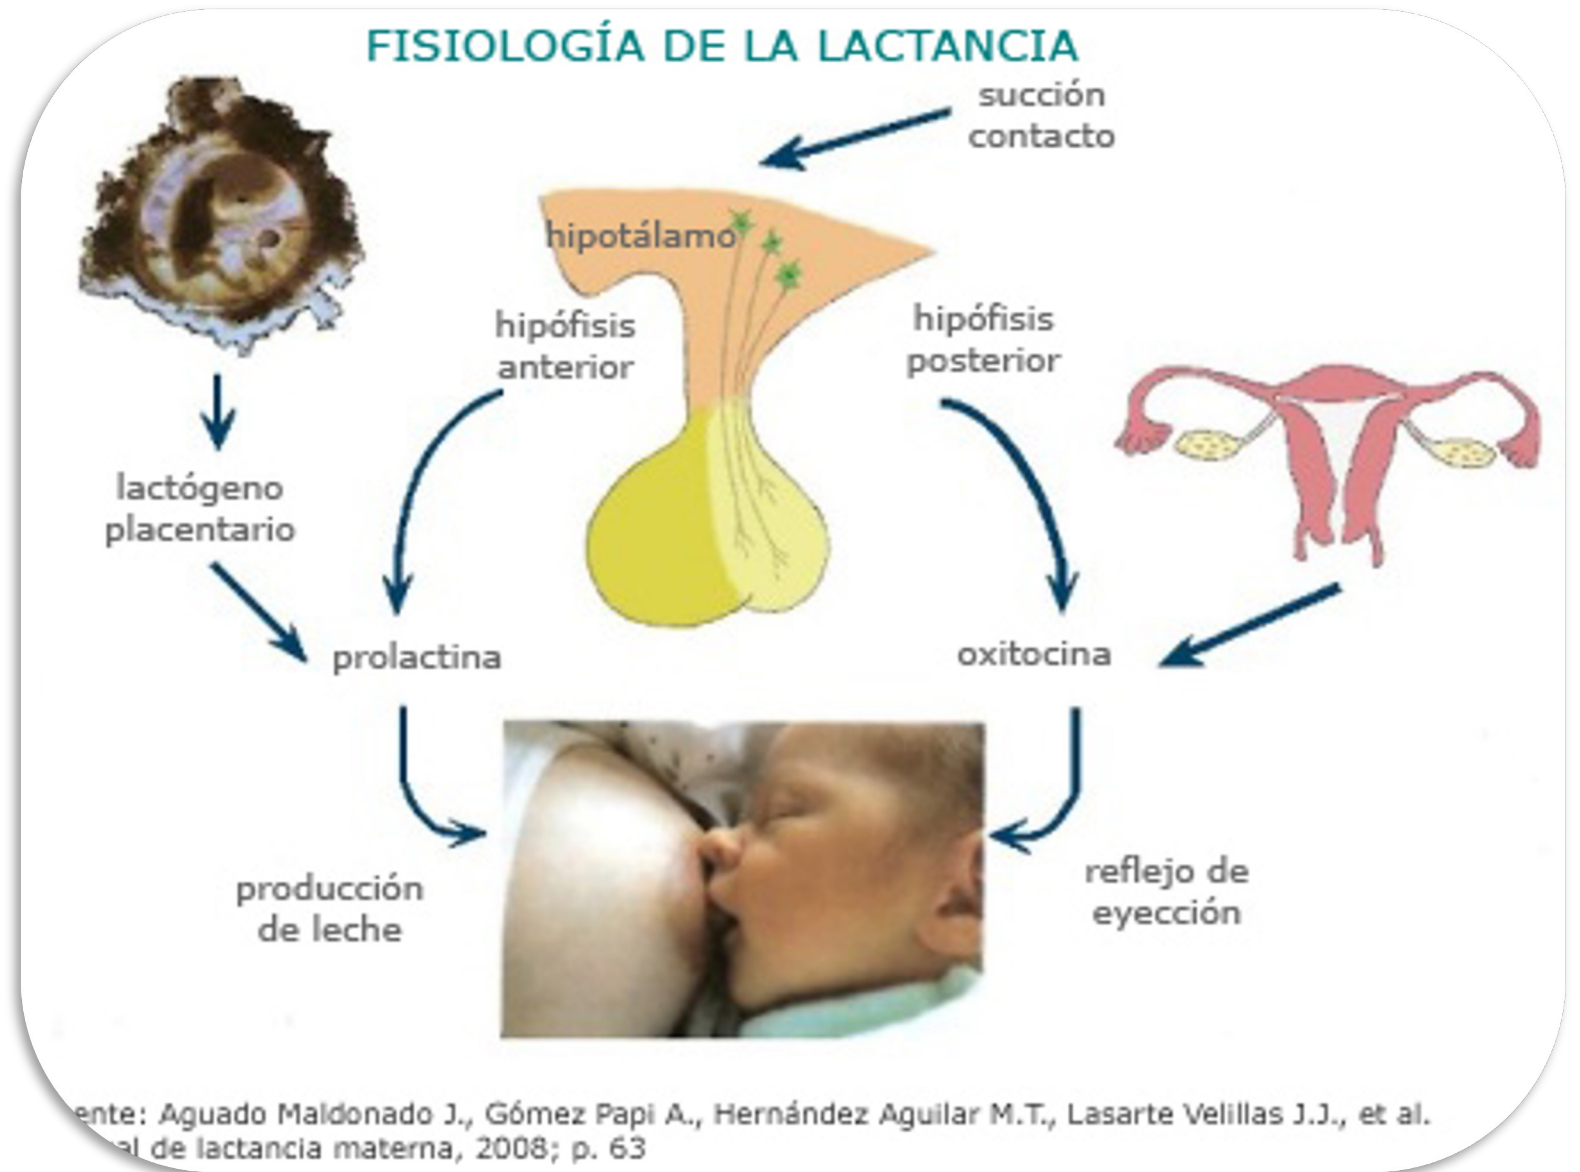 FISIOLOGÍA DE LA LACTANCIA
succión
contacto
hipotálamo
hipófisis
anterior
hipófisis
posterior
lactógeno
placentario
prolactina
oxitocina
producción
de leche
reflejo de
eyección
ente: Aguado Maldonado J., Gómez Papi A., Hernández Aguilar M.T., Lasarte Velillas J.J., et al.
al de lactancia materna, 2008; p. 63